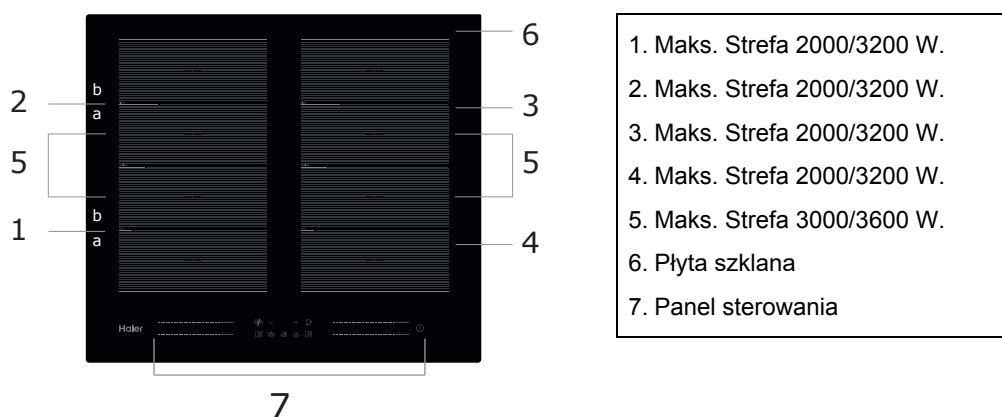 6
b
2
a
3
5
5
b
1
a
4
Haier
7
1. Maks. Strefa 2000/3200 W.
2. Maks. Strefa 2000/3200 W.
3. Maks. Strefa 2000/3200 W.
4. Maks. Strefa 2000/3200 W.
5. Maks. Strefa 3000/3600 W.
6. Płyta szklana
7. Panel sterowania